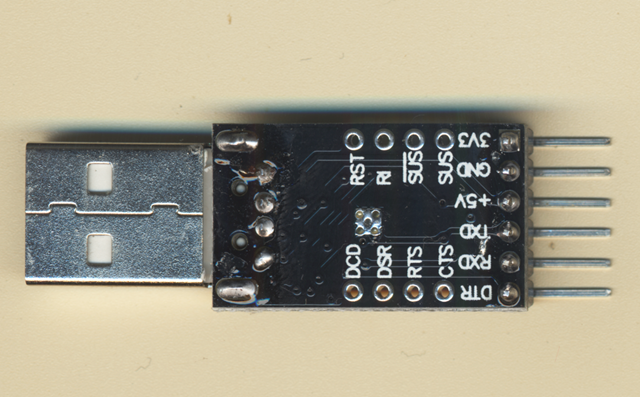 RST
RI
SUS
SUS
DCD
DSR
RTS
CTS
3V3
GND
+5V
TXD
RXD
DTR